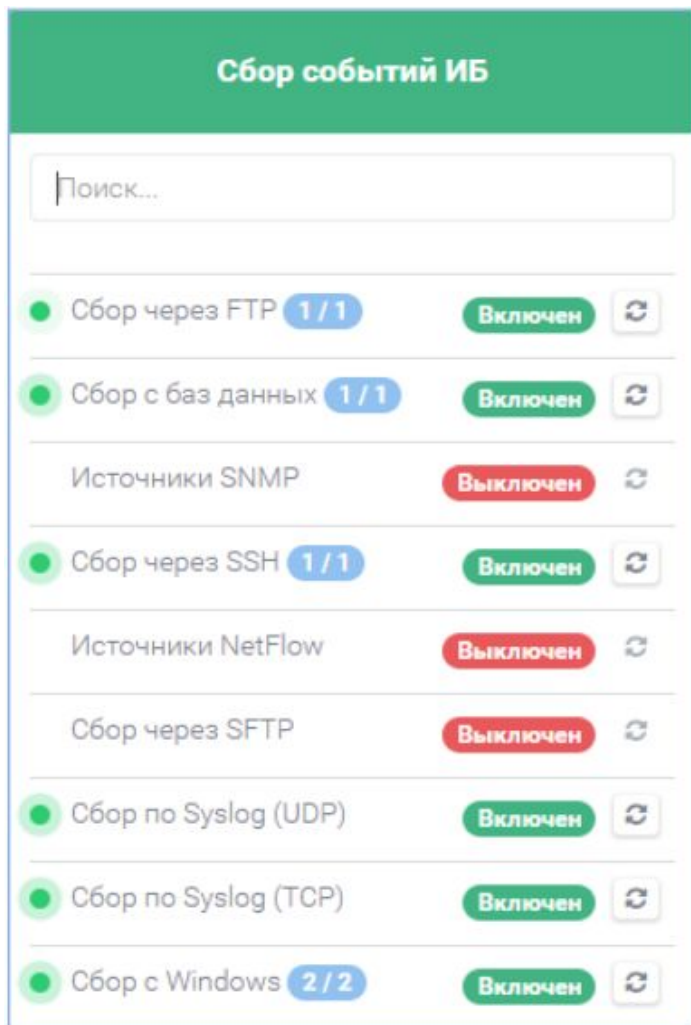 Сбор событий ИБ
Поиск...
Сбор через FTP 1 / 1 Включен
Сбор с баз данных 1 / 1 Включен
Источники SNMP Выключен
Сбор через SSH 1 / 1 Включен
Источники NetFlow Выключен
Сбор через SFTP Выключен
Сбор по Syslog (UDP) Включен
Сбор по Syslog (TCP) Включен
Сбор с Windows 2 / 2 Включен